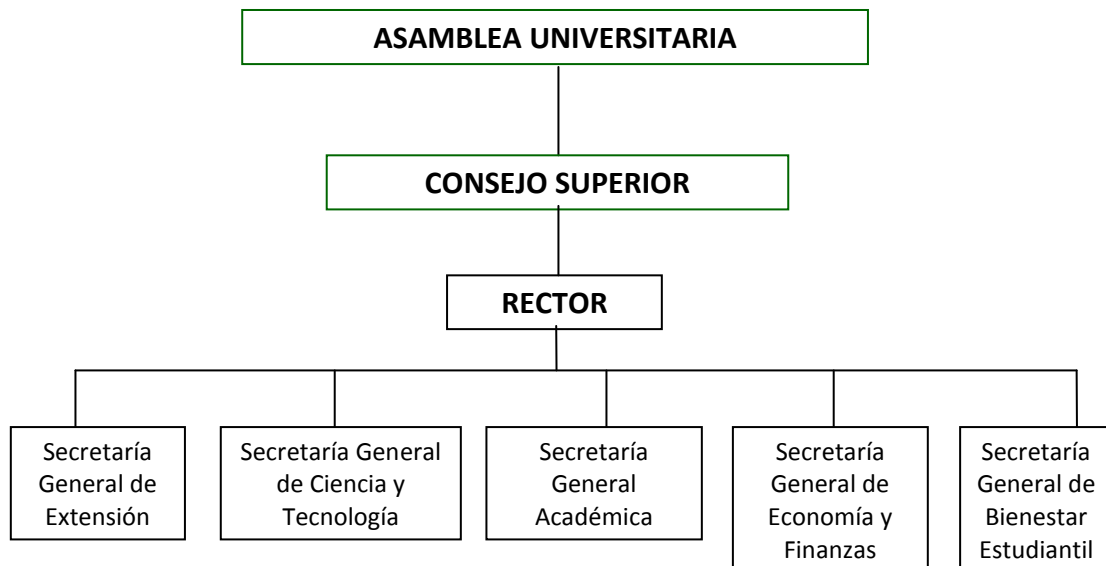 ASAMBLEA UNIVERSITARIA
CONSEJO SUPERIOR
RECTOR
Secretaría
General de
Extensión
Secretaría General
de Ciencia y
Tecnología
Secretaría
General
Académica
Secretaría
General de
Economía y
Finanzas
Secretaría
General de
Bienestar
Estudiantil